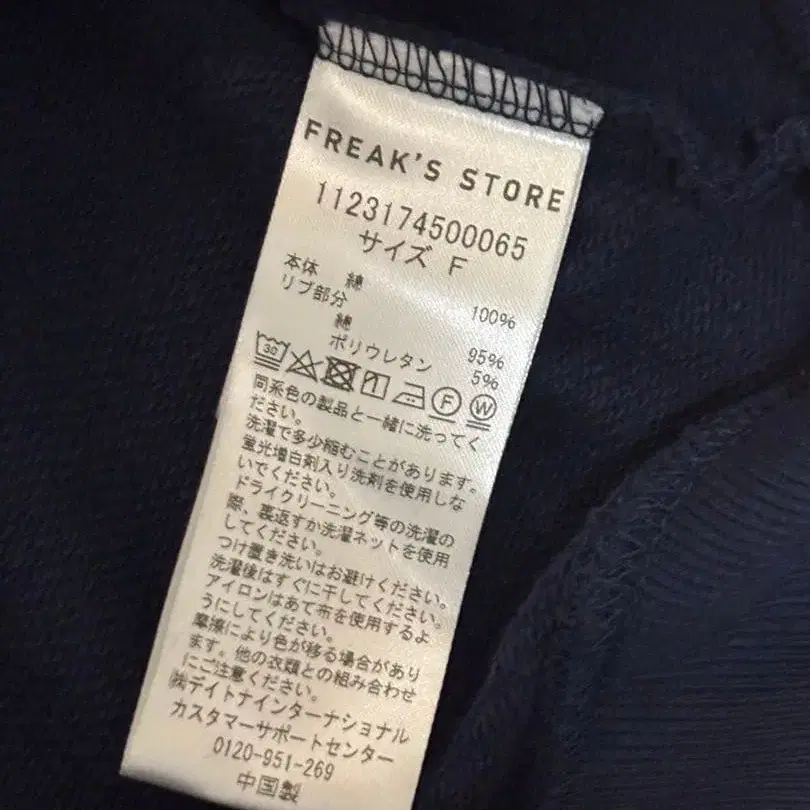 FREAK'S STORE
1123174500065
サイズ F
本体 綿 100%
リブ部分
綿 95%
ポリウレタン 5%
30 F W
同系色の製品と一緒に洗ってく
ださい。
洗濯で多少縮むことがあります。
蛍光増白剤入り洗剤を使用しな
いでください。
ドライクリーニング等の洗濯の
際、裏返すか洗濯ネットを使用
してください。
つけ置き洗いはお避けください。
洗濯後はすぐに干してください。
アイロンはあて布を使用するよ
うにしてください。
摩擦により色が移る場合があり
ます。他の衣類との組み合わせ
にご注意ください。
㈱デイトナインターナショナル
カスタマーサポートセンター
0120-951-269
中国製